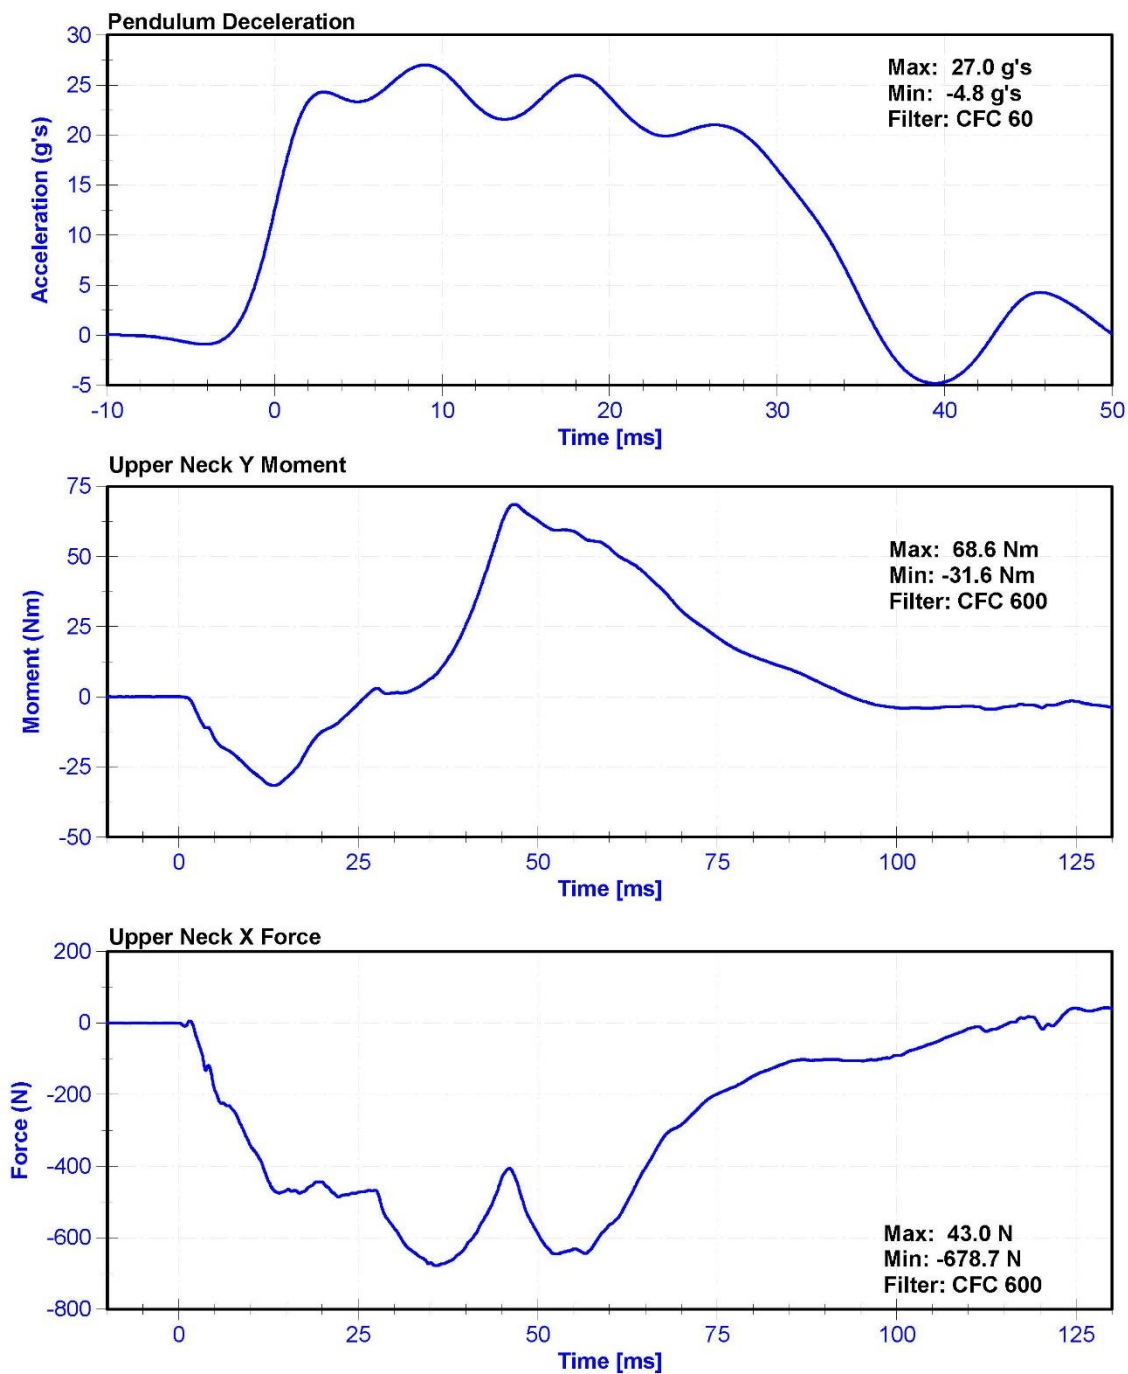 Pendulum Deceleration
30
25
20
15
10
5
0
-5
Acceleration (g's)
Max: 27.0 g's
Min: -4.8 g's
Filter: CFC 60
-10 0 10 20 30 40 50
Time [ms]
Upper Neck Y Moment
75
50
25
0
-25
-50
Moment (Nm)
Max: 68.6 Nm
Min: -31.6 Nm
Filter: CFC 600
0 25 50 75 100 125
Time [ms]
Upper Neck X Force
200
0
-200
-400
-600
-800
Force (N)
Max: 43.0 N
Min: -678.7 N
Filter: CFC 600
0 25 50 75 100 125
Time [ms]